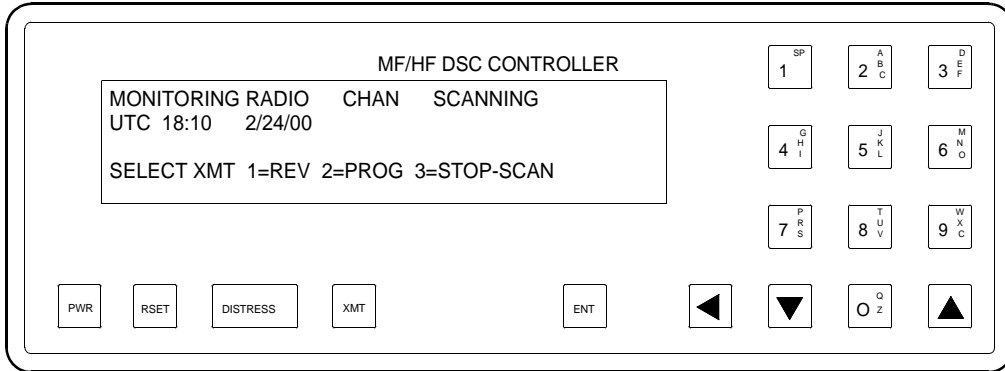 MF/HF DSC CONTROLLER
MONITORING RADIO CHAN SCANNING
UTC 18:10 2/24/00
SELECT XMT 1=REV 2=PROG 3=STOP-SCAN
1 SP
2 A B C
3 D E F
4 G H I
5 J K L
6 M N O
7 P R S
8 T U V
9 W X C
PWR RSET DISTRESS XMT ENT
O Q Z